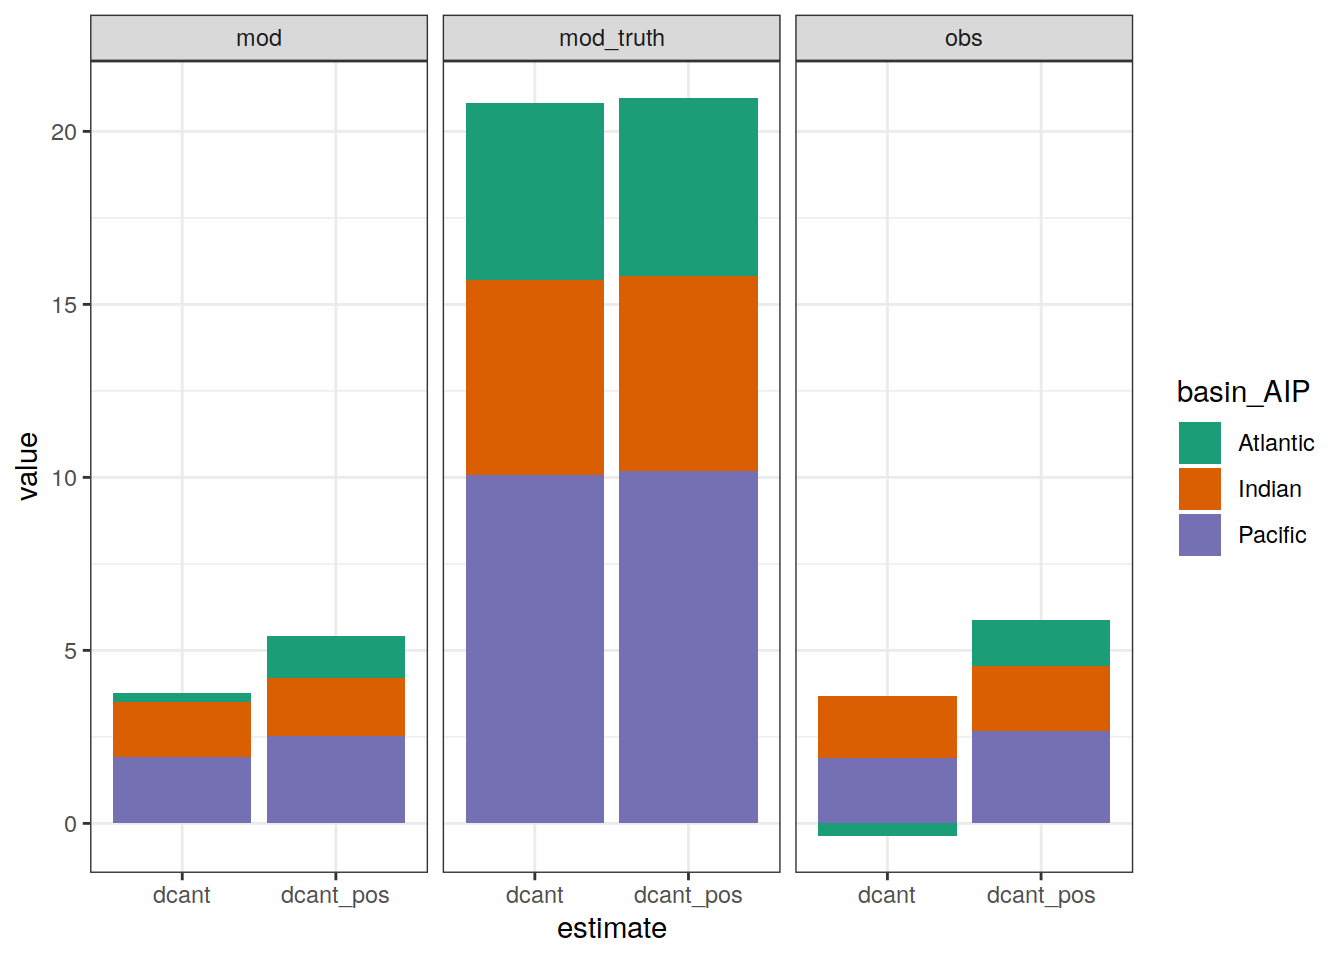 mod
mod_truth
obs
value
20
15
10
5
0
dcant
dcant_pos
dcant
dcant_pos
dcant
dcant_pos
estimate
basin_AIP
Atlantic
Indian
Pacific